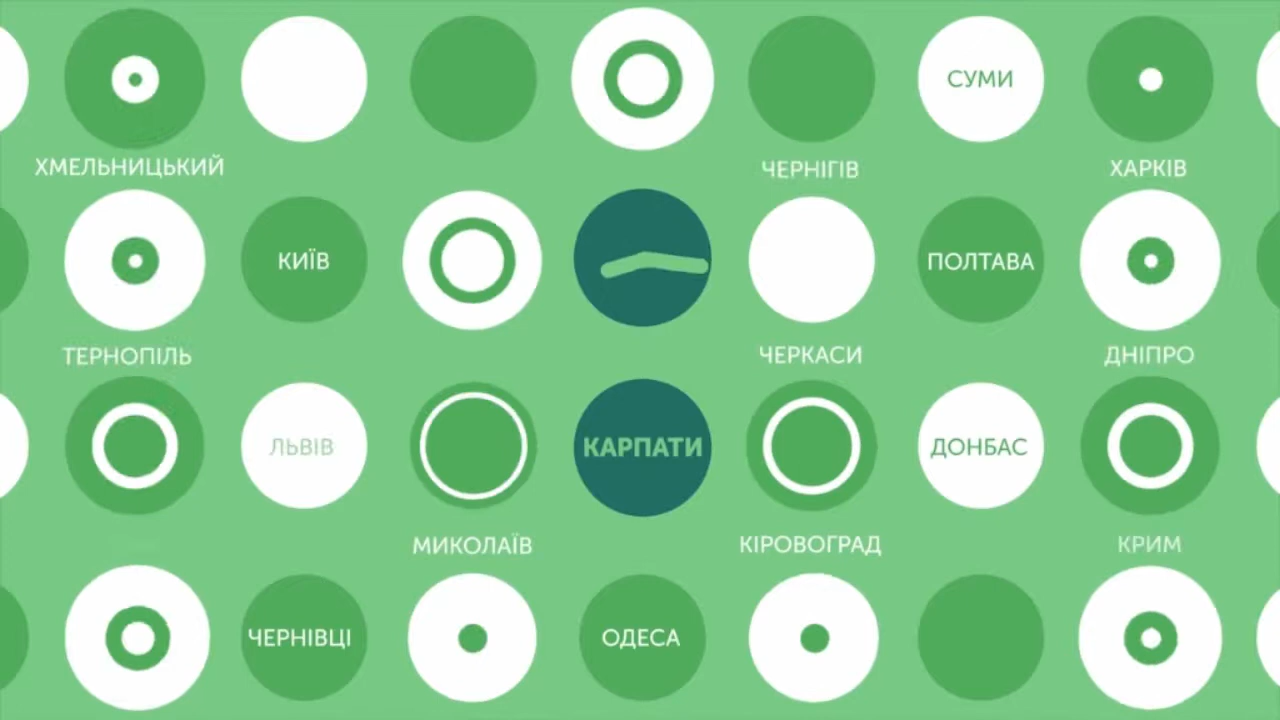 СУМИ
ХМЕЛЬНИЦЬКИЙ
ЧЕРНІГІВ
ХАРКІВ
КИЇВ
ПОЛТАВА
ТЕРНОПІЛЬ
ЧЕРКАСИ
ДНІПРО
ЛЬВІВ
КАРПАТИ
ДОНБАС
МИКОЛАЇВ
КІРОВОГРАД
КРИМ
ЧЕРНІВЦІ
ОДЕСА